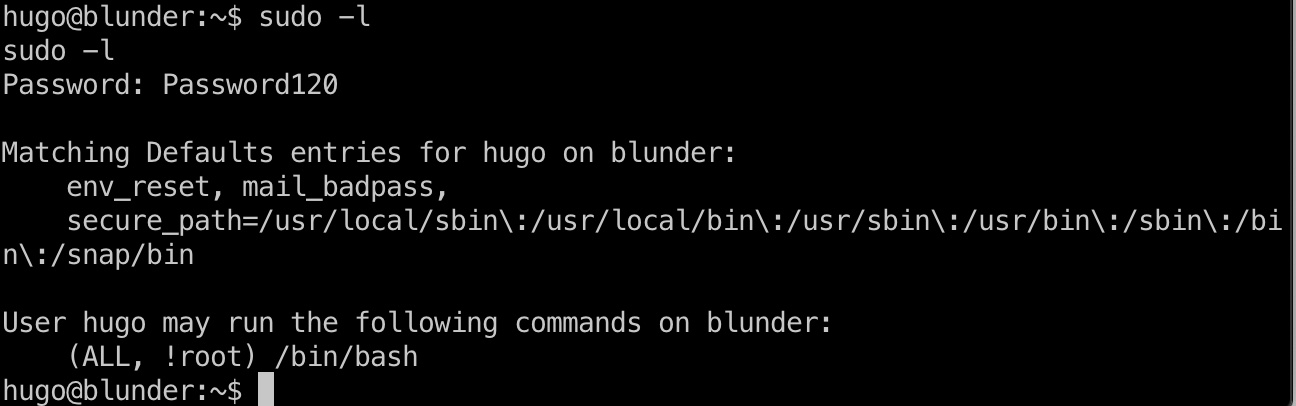 hugo@blunder:~$ sudo -l
sudo -l
Password: Password120
Matching Defaults entries for hugo on blunder:
    env_reset, mail_badpass,
    secure_path=/usr/local/sbin\:/usr/local/bin\:/usr/sbin\:/usr/bin\:/sbin\:/bi
n\:/snap/bin
User hugo may run the following commands on blunder:
    (ALL, !root) /bin/bash
hugo@blunder:~$